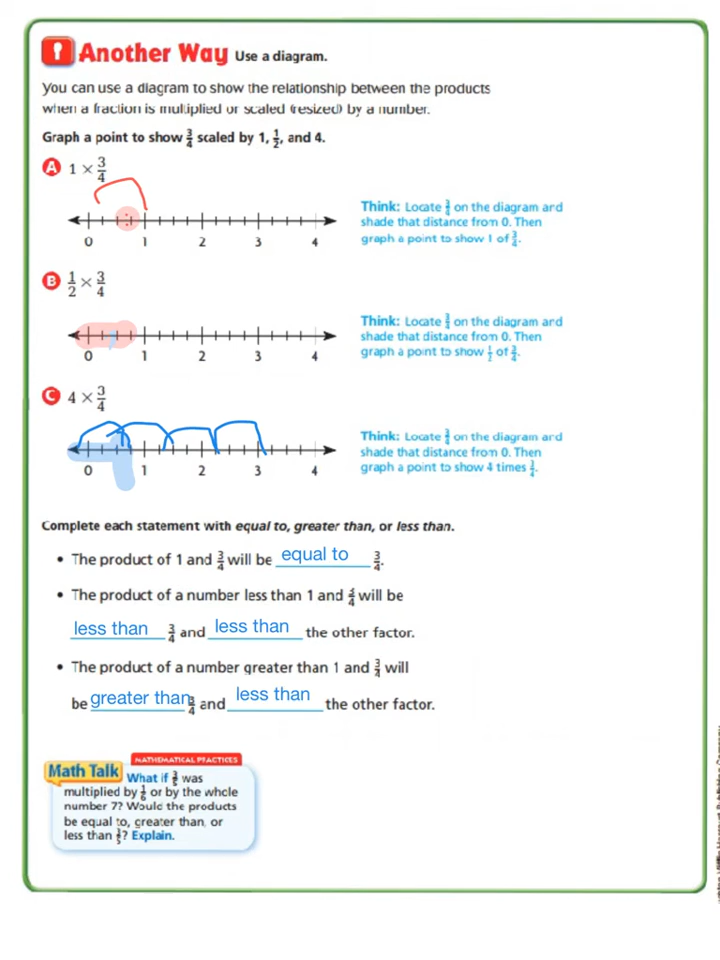 Another Way Use a diagram.
You can use a diagram to show the relationship between the products
when a fraction is multiplied or scaled (resized) by a number.
Graph a point to show 3/4 scaled by 1, 1/2, and 4.
A 1 × 3/4
Think: Locate 3/4 on the diagram and
shade that distance from 0. Then
graph a point to show 1 of 3/4.
0 1 2 3 4
B 1/2 × 3/4
Think: Locate 3/4 on the diagram and
shade that distance from 0. Then
graph a point to show 1/2 of 3/4.
0 1 2 3 4
C 4 × 3/4
Think: Locate 3/4 on the diagram and
shade that distance from 0. Then
graph a point to show 4 times 3/4.
0 1 2 3 4
Complete each statement with equal to, greater than, or less than.
• The product of 1 and 3/4 will be equal to 3/4.
• The product of a number less than 1 and 3/4 will be
less than 3/4 and less than the other factor.
• The product of a number greater than 1 and 3/4 will
be greater than 3/4 and less than the other factor.
MATHEMATICAL PRACTICES
Math Talk What if 3/5 was
multiplied by 1/6 or by the whole
number 7? Would the products
be equal to, greater than, or
less than 3/5? Explain.